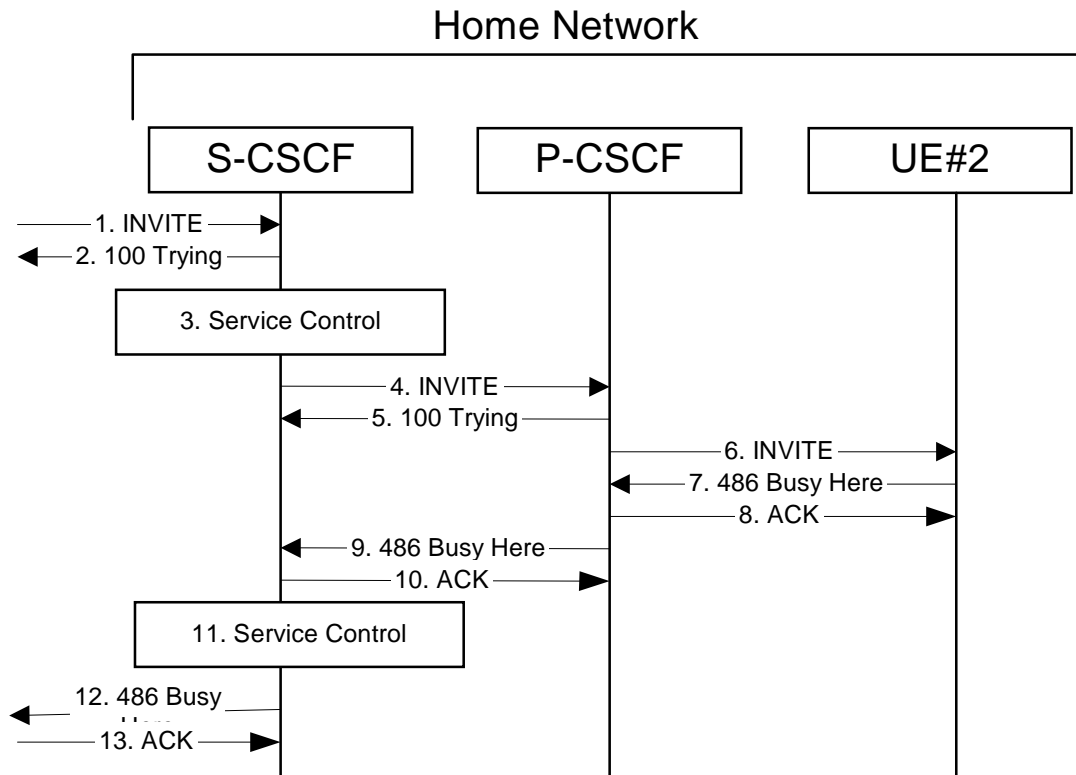 Home Network
S-CSCF
P-CSCF
UE#2
1. INVITE
2. 100 Trying
3. Service Control
4. INVITE
5. 100 Trying
6. INVITE
7. 486 Busy Here
8. ACK
9. 486 Busy Here
10. ACK
11. Service Control
12. 486 Busy
13. ACK